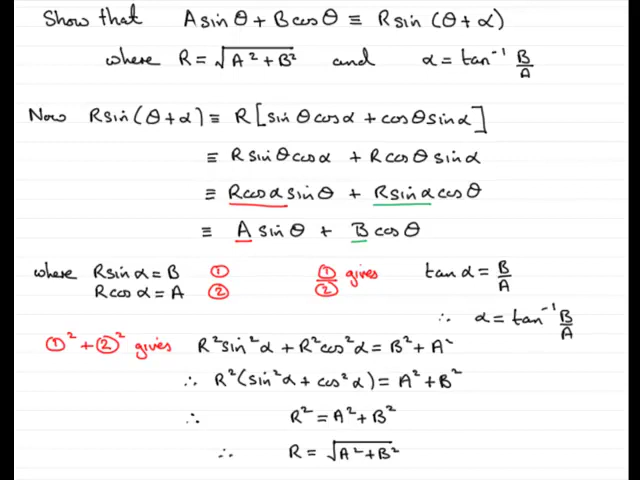 Show that A sin θ + B cos θ ≡ R sin (θ + α)
where R = √(A² + B²) and α = tan⁻¹ B/A
Now R sin (θ + α) ≡ R [sin θ cos α + cos θ sin α]
≡ R sin θ cos α + R cos θ sin α
≡ R cos α sin θ + R sin α cos θ
≡ A sin θ + B cos θ
where R sin α = B ① ①/② gives tan α = B/A
R cos α = A ②
∴ α = tan⁻¹ B/A
①² + ②² gives R² sin² α + R² cos² α = B² + A²
∴ R² (sin² α + cos² α) = A² + B²
∴ R² = A² + B²
∴ R = √(A² + B²)